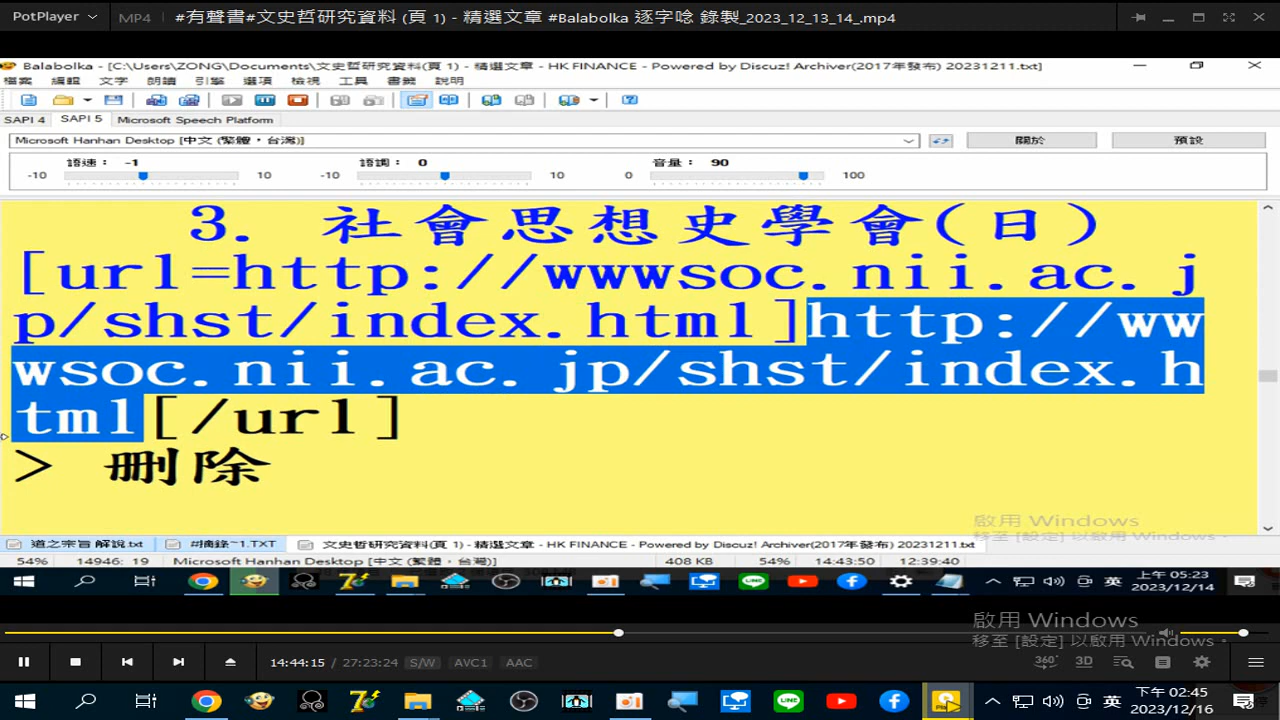 PotPlayer MP4 #有聲書#文史哲研究資料 (頁 1) - 精選文章 #Balabolka 逐字唸 錄製_2023_12_13_14_.mp4
Balabolka - [C:\Users\ZONG\Documents\文史哲研究資料(頁 1) - 精選文章 - HK FINANCE - Powered by Discuz! Archiver(2017年發布) 20231211.txt]
檔案 編輯 文字 朗讀 引擎 選項 檢視 工具 書籤 說明
SAPI 4 SAPI 5 Microsoft Speech Platform
Microsoft Hanhan Desktop [中文 (繁體，台灣)] 關於 預設
語速： -1 語調： 0 音量： 90
-10 10 -10 10 0 100
3. 社會思想史學會(日)
[url=http://wwwsoc.nii.ac.j
p/shst/index.html]http://ww
wsoc.nii.ac.jp/shst/index.h
tml[/url]
> 刪除
啟用 Windows
移至 [設定] 以啟用 Windows。
道之宗旨 解說.txt #摘錄~1.TXT 文史哲研究資料(頁 1) - 精選文章 - HK FINANCE - Powered by Discuz! Archiver(2017年發布) 20231211.txt
54% 14946: 19 Microsoft Hanhan Desktop [中文 (繁體，台灣)] 408 KB 54% 14:43:50 12:39:40
英 上午 05:23
2023/12/14
啟用 Windows
移至 [設定] 以啟用 Windows。
14:44:15 / 27:23:24 S/W AVC1 AAC 360° 3D
英 下午 02:45
2023/12/16